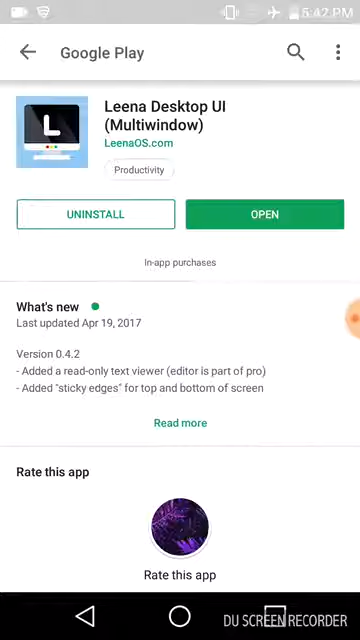 5:42 PM
Google Play
L
Leena Desktop UI
(Multiwindow)
LeenaOS.com
Productivity
UNINSTALL
OPEN
In-app purchases
What's new
Last updated Apr 19, 2017
Version 0.4.2
- Added a read-only text viewer (editor is part of pro)
- Added "sticky edges" for top and bottom of screen
Read more
Rate this app
Rate this app
DU SCREEN RECORDER